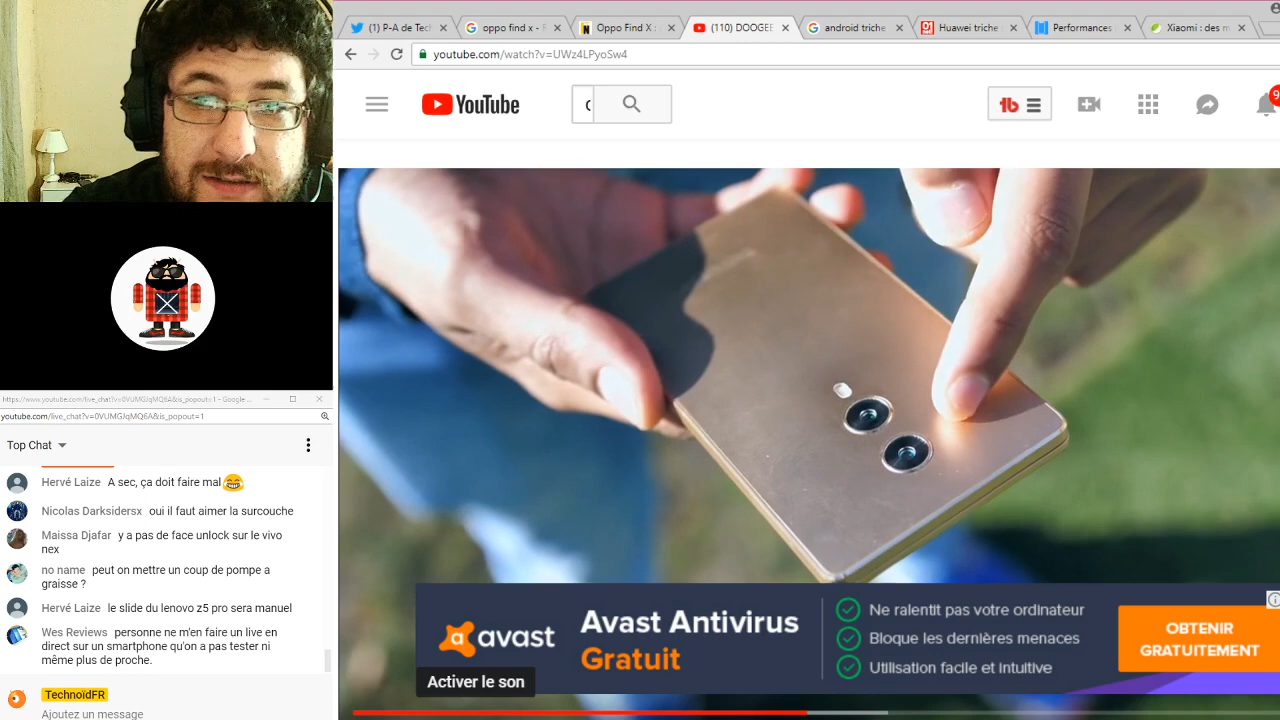 (1) P-A de Tec
oppo find x - 
Oppo Find X :
(110) DOOGEE
android triche
Huawei triche
Performances
Xiaomi : des m
youtube.com/watch?v=UWz4LPyoSw4
YouTube
tb
9
https://www.youtube.com/live_chat?v=0VUMGJqMQ6A&is_popout=1 - Google ...
youtube.com/live_chat?v=0VUMGJqMQ6A&is_popout=1
Top Chat
Hervé Laize A sec, ça doit faire mal😂
Nicolas Darksidersx oui il faut aimer la surcouche
Maissa Djafar y a pas de face unlock sur le vivo
nex
no name peut on mettre un coup de pompe a
graisse ?
Hervé Laize le slide du lenovo z5 pro sera manuel
Wes Reviews personne ne m'en faire un live en
direct sur un smartphone qu'on a pas tester ni
même plus de proche.
TechnoïdFR
Ajoutez un message
avast
Avast Antivirus
Gratuit
Ne ralentit pas votre ordinateur
Bloque les dernières menaces
Utilisation facile et intuitive
OBTENIR
GRATUITEMENT
Activer le son